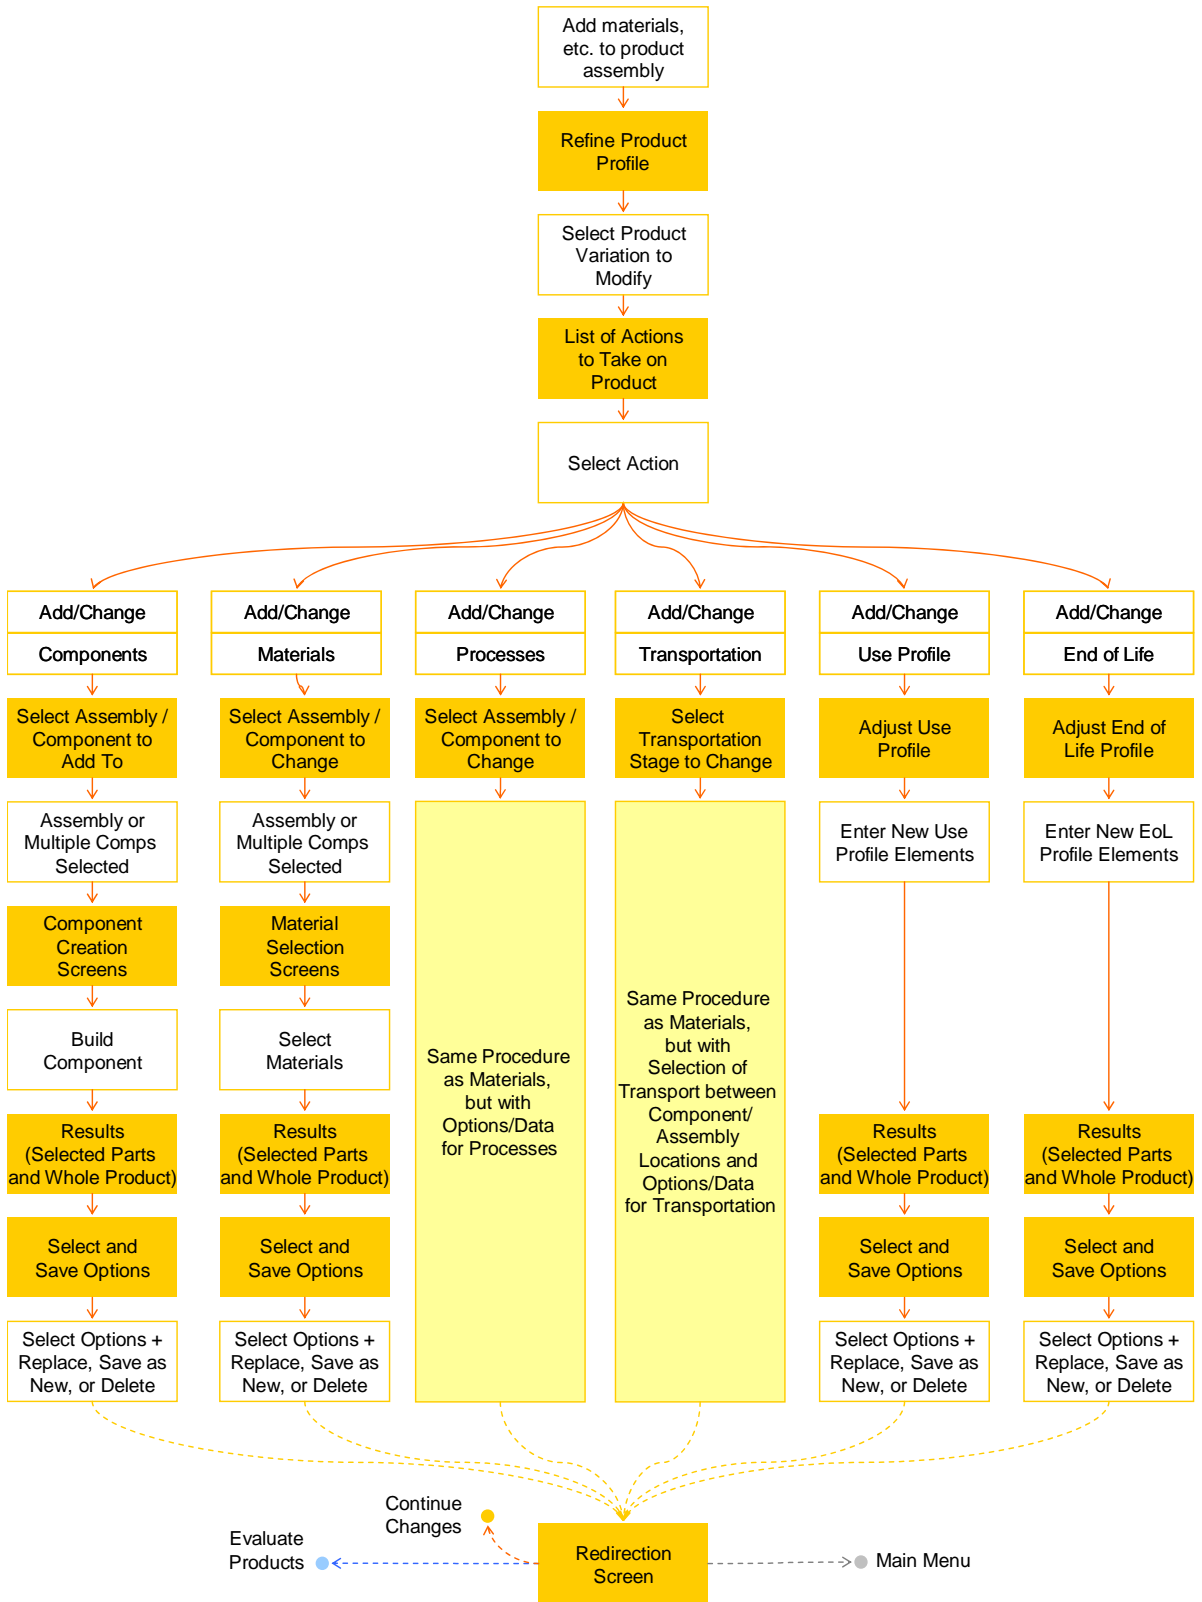 Add materials,
etc. to product
assembly
Refine Product
Profile
Select Product
Variation to
Modify
List of Actions
to Take on
Product
Select Action
Add/Change
Components
Select Assembly /
Component to
Add To
Assembly or
Multiple Comps
Selected
Component
Creation
Screens
Build
Component
Results
(Selected Parts
and Whole Product)
Select and
Save Options
Select Options +
Replace, Save as
New, or Delete
Add/Change
Materials
Select Assembly /
Component to
Change
Assembly or
Multiple Comps
Selected
Material
Selection
Screens
Select
Materials
Results
(Selected Parts
and Whole Product)
Select and
Save Options
Select Options +
Replace, Save as
New, or Delete
Add/Change
Processes
Select Assembly /
Component to
Change
Same Procedure
as Materials,
but with
Options/Data
for Processes
Add/Change
Transportation
Select
Transportation
Stage to Change
Same Procedure
as Materials,
but with
Selection of
Transport between
Component/
Assembly
Locations and
Options/Data
for Transportation
Add/Change
Use Profile
Adjust Use
Profile
Enter New Use
Profile Elements
Results
(Selected Parts
and Whole Product)
Select and
Save Options
Select Options +
Replace, Save as
New, or Delete
Add/Change
End of Life
Adjust End of
Life Profile
Enter New EoL
Profile Elements
Results
(Selected Parts
and Whole Product)
Select and
Save Options
Select Options +
Replace, Save as
New, or Delete
Continue
Changes
Evaluate
Products
Redirection
Screen
Main Menu